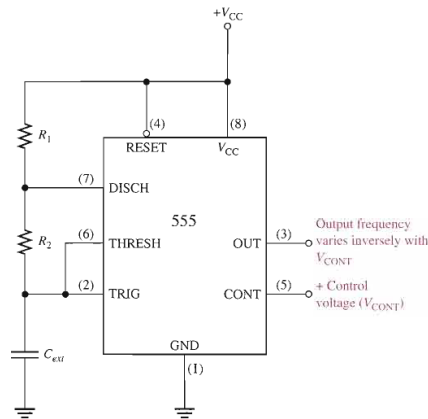 +VCC
(4)
(8)
R1
RESET
VCC
(7)
DISCH
555
R2
(6)
THRESH
OUT
(3)
Output frequency
varies inversely with
VCONT
(2)
TRIG
CONT
(5)
+ Control
voltage (VCONT)
GND
Cext
(1)